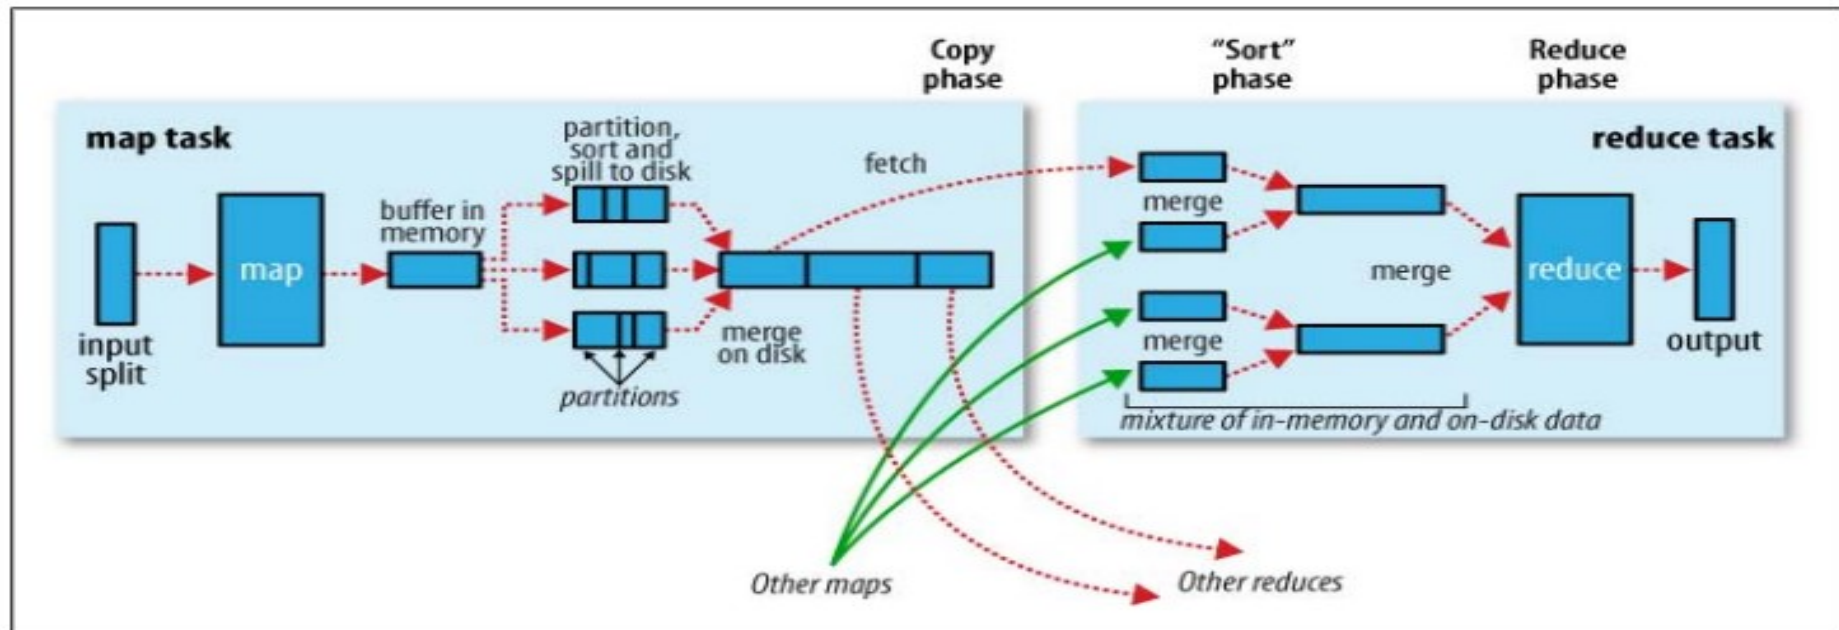 Copy
phase
“Sort”
phase
Reduce
phase
map task
partition,
sort and
spill to disk
fetch
buffer in
memory
map
input
split
merge
on disk
partitions
reduce task
merge
merge
merge
reduce
output
mixture of in-memory and on-disk data
Other maps
Other reduces